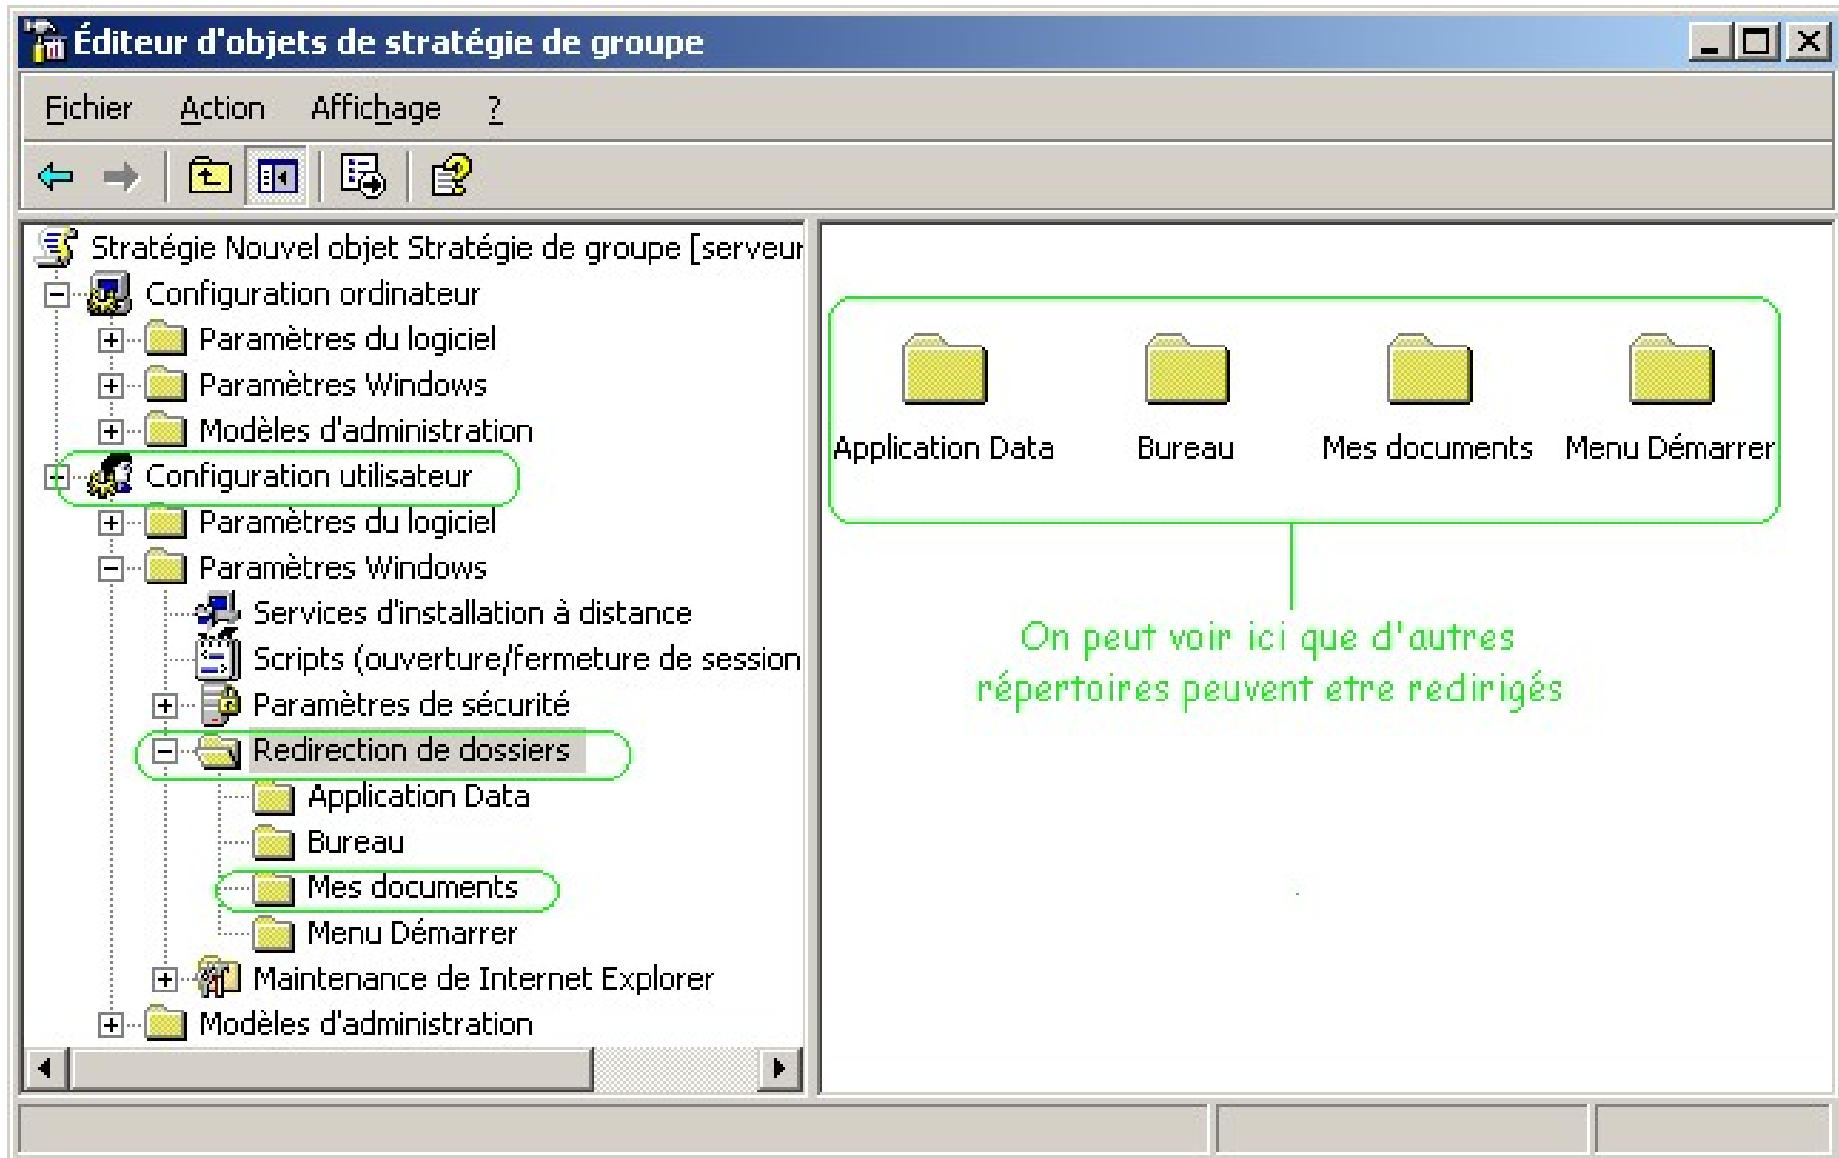 Éditeur d'objets de stratégie de groupe
Fichier Action Affichage ?
Stratégie Nouvel objet Stratégie de groupe [serveur
Configuration ordinateur
Paramètres du logiciel
Paramètres Windows
Modèles d'administration
Configuration utilisateur
Paramètres du logiciel
Paramètres Windows
Services d'installation à distance
Scripts (ouverture/fermeture de session
Paramètres de sécurité
Redirection de dossiers
Application Data
Bureau
Mes documents
Menu Démarrer
Maintenance de Internet Explorer
Modèles d'administration
Application Data Bureau Mes documents Menu Démarrer
On peut voir ici que d'autres
répertoires peuvent etre redirigés